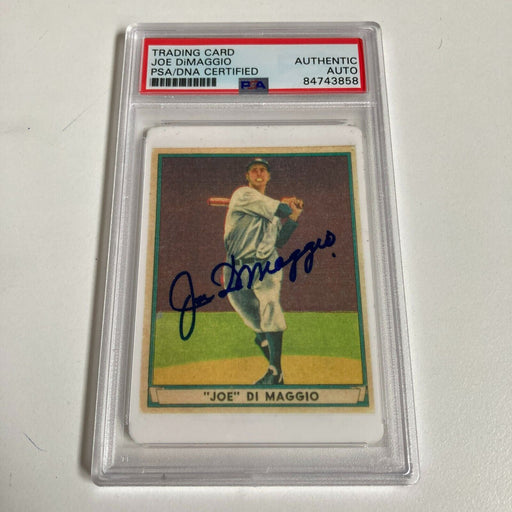 TRADING CARD
JOE DiMAGGIO
PSA/DNA CERTIFIED
PSA
AUTHENTIC
AUTO
84743858
Joe DiMaggio
"JOE" DI MAGGIO